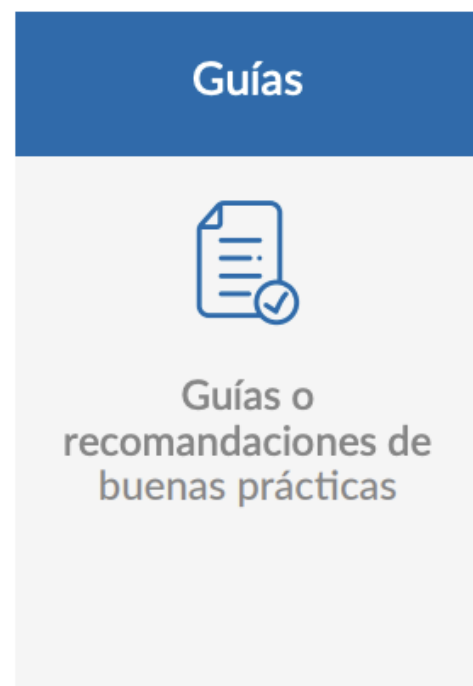 Guías
Guías o
recomandaciones de
buenas prácticas